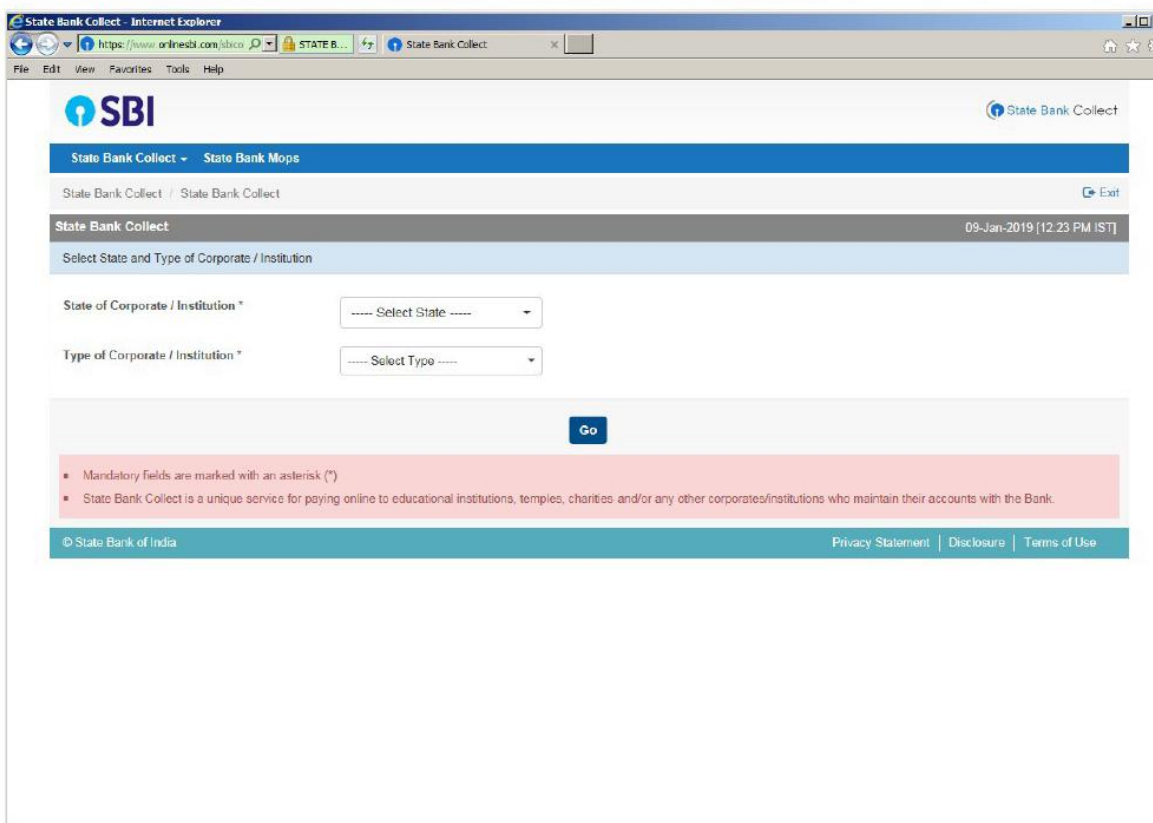 State Bank Collect - Internet Explorer
https://www.onlinesbi.com/sbico STATE B... State Bank Collect
File Edit View Favorites Tools Help
SBI
State Bank Collect
State Bank Collect State Bank Mops
State Bank Collect / State Bank Collect Exit
State Bank Collect 09-Jan-2019 [12:23 PM IST]
Select State and Type of Corporate / Institution
State of Corporate / Institution * ----- Select State -----
Type of Corporate / Institution * ----- Select Type -----
Go
Mandatory fields are marked with an asterisk (*)
State Bank Collect is a unique service for paying online to educational institutions, temples, charities and/or any other corporates/institutions who maintain their accounts with the Bank.
© State Bank of India Privacy Statement | Disclosure | Terms of Use